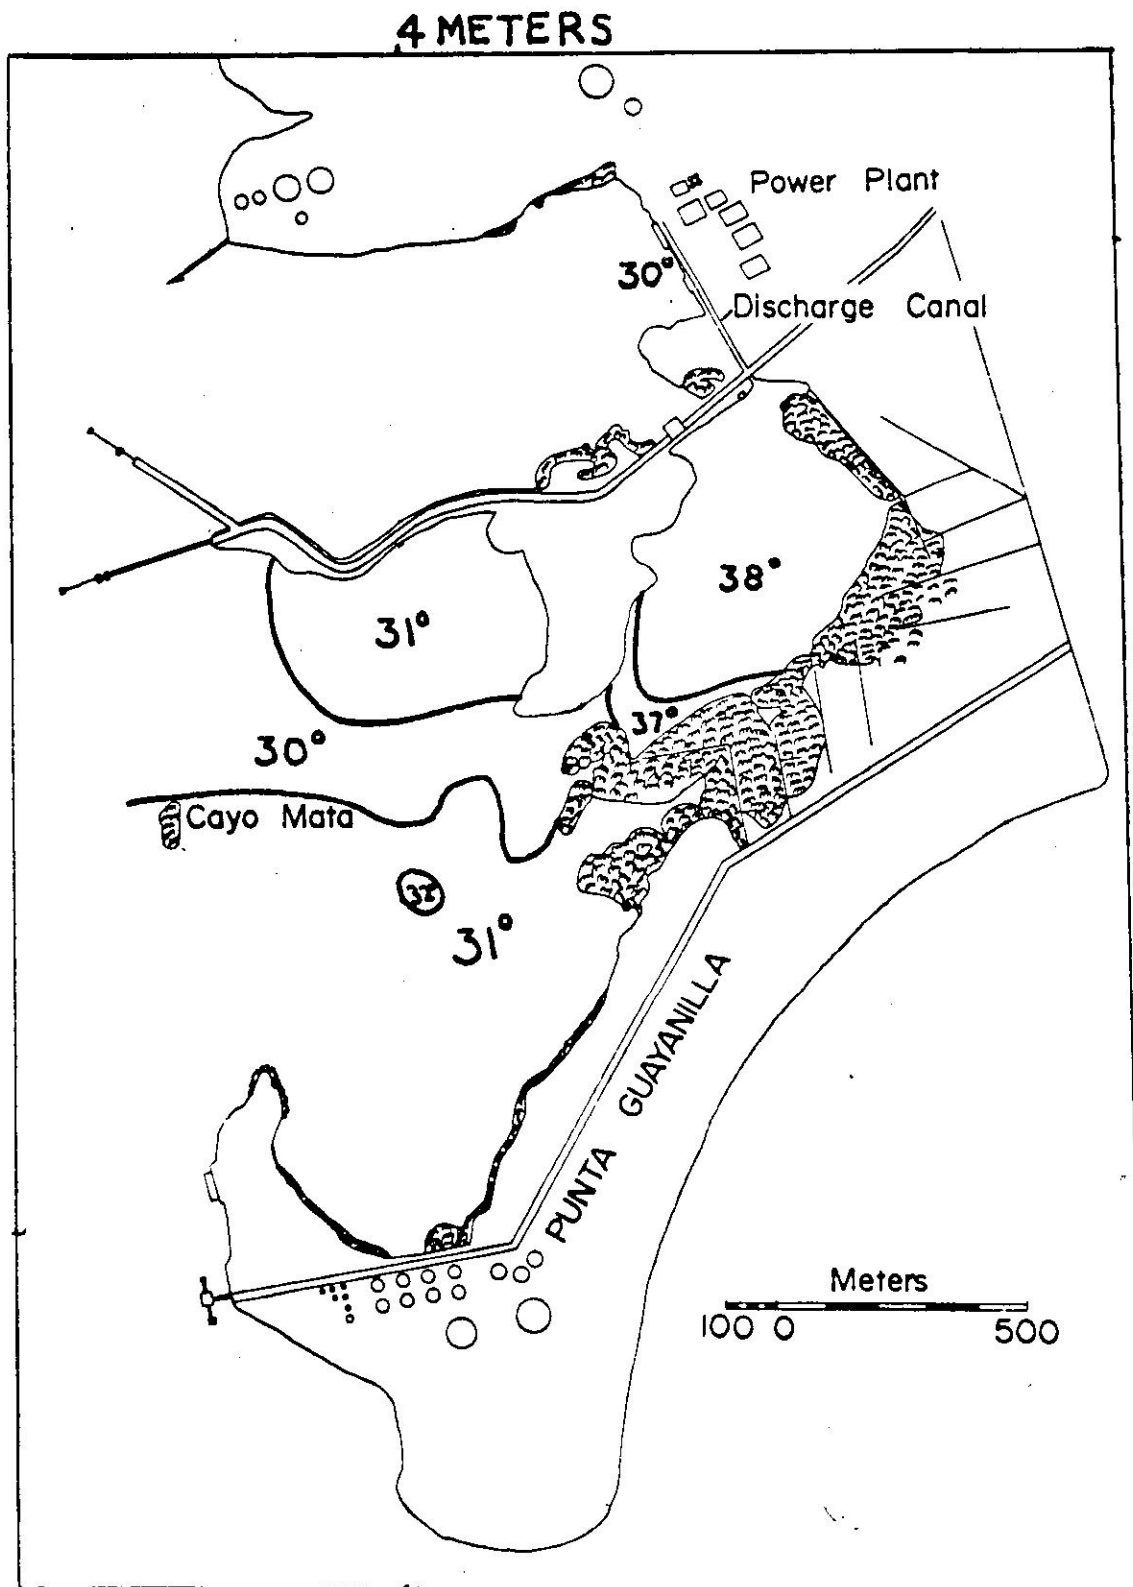 4 METERS
Power Plant
30°
Discharge Canal
38°
31°
37°
30°
Cayo Mata
32
31°
PUNTA GUAYANILLA
Meters
100 0 500